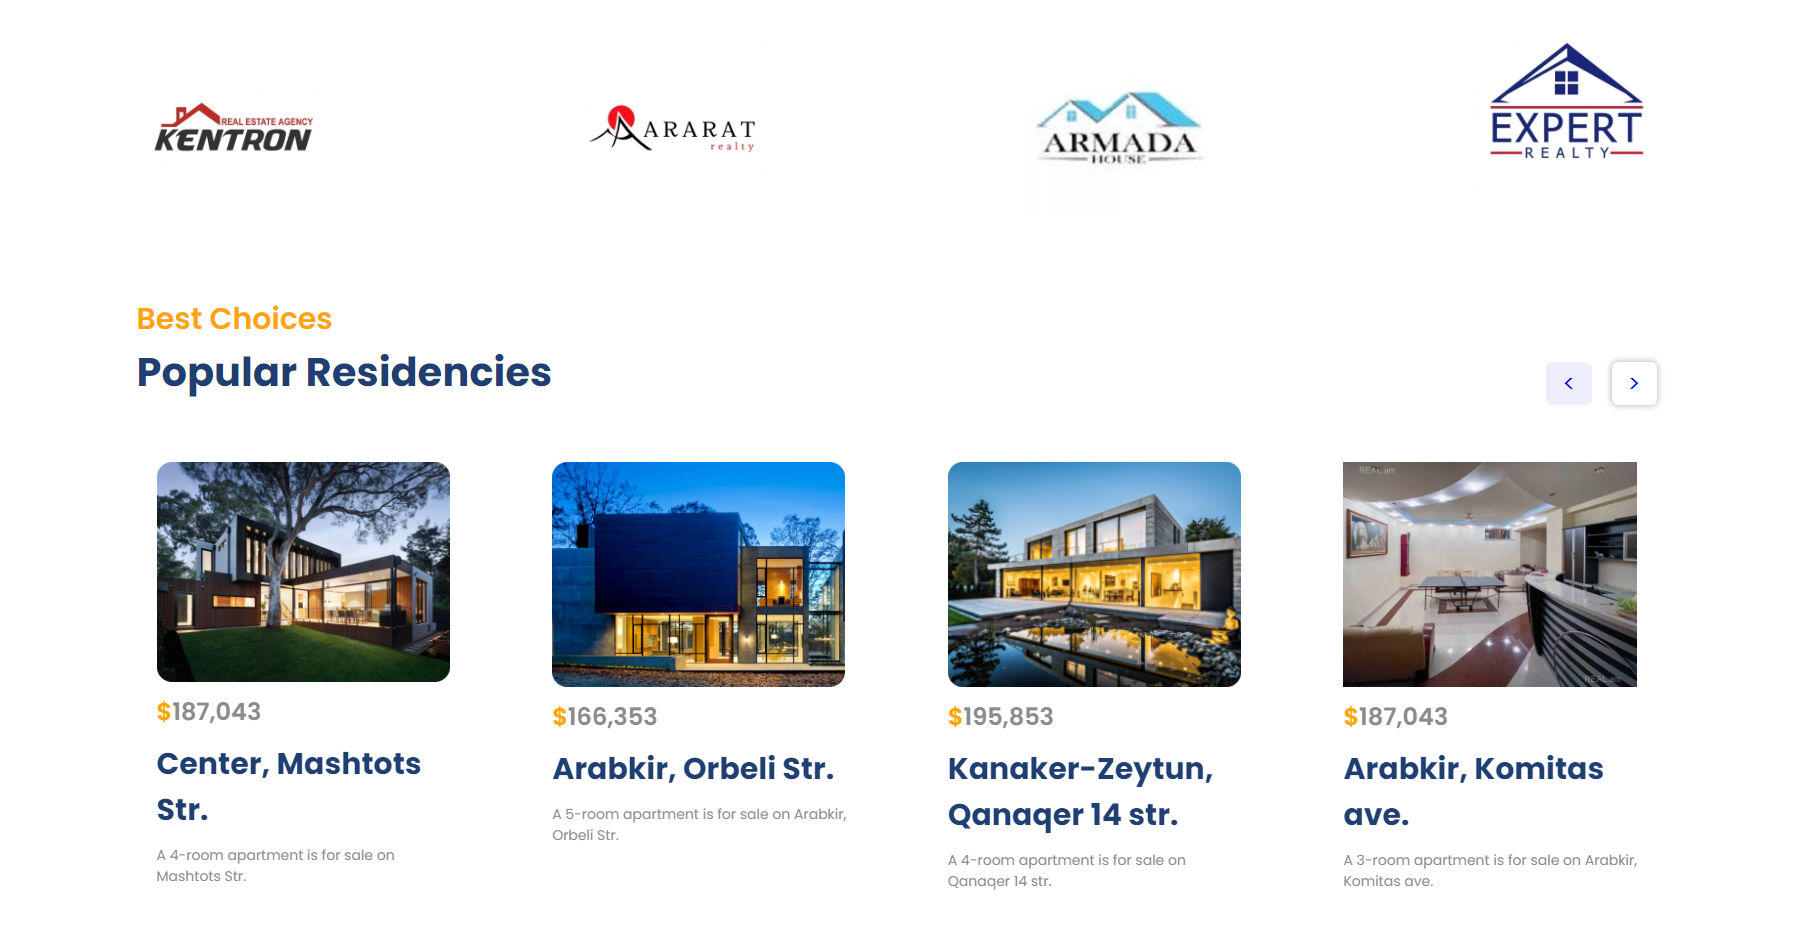 REAL ESTATE AGENCY
KENTRON
ARARAT
realty
ARMADA
HOUSE
EXPERT
REALTY
Best Choices
Popular Residencies
<
>
REAL.am
REAL.am
$187,043
Center, Mashtots
Str.
A 4-room apartment is for sale on
Mashtots Str.
$166,353
Arabkir, Orbeli Str.
A 5-room apartment is for sale on Arabkir,
Orbeli Str.
$195,853
Kanaker-Zeytun,
Qanaqer 14 str.
A 4-room apartment is for sale on
Qanaqer 14 str.
$187,043
Arabkir, Komitas
ave.
A 3-room apartment is for sale on Arabkir,
Komitas ave.